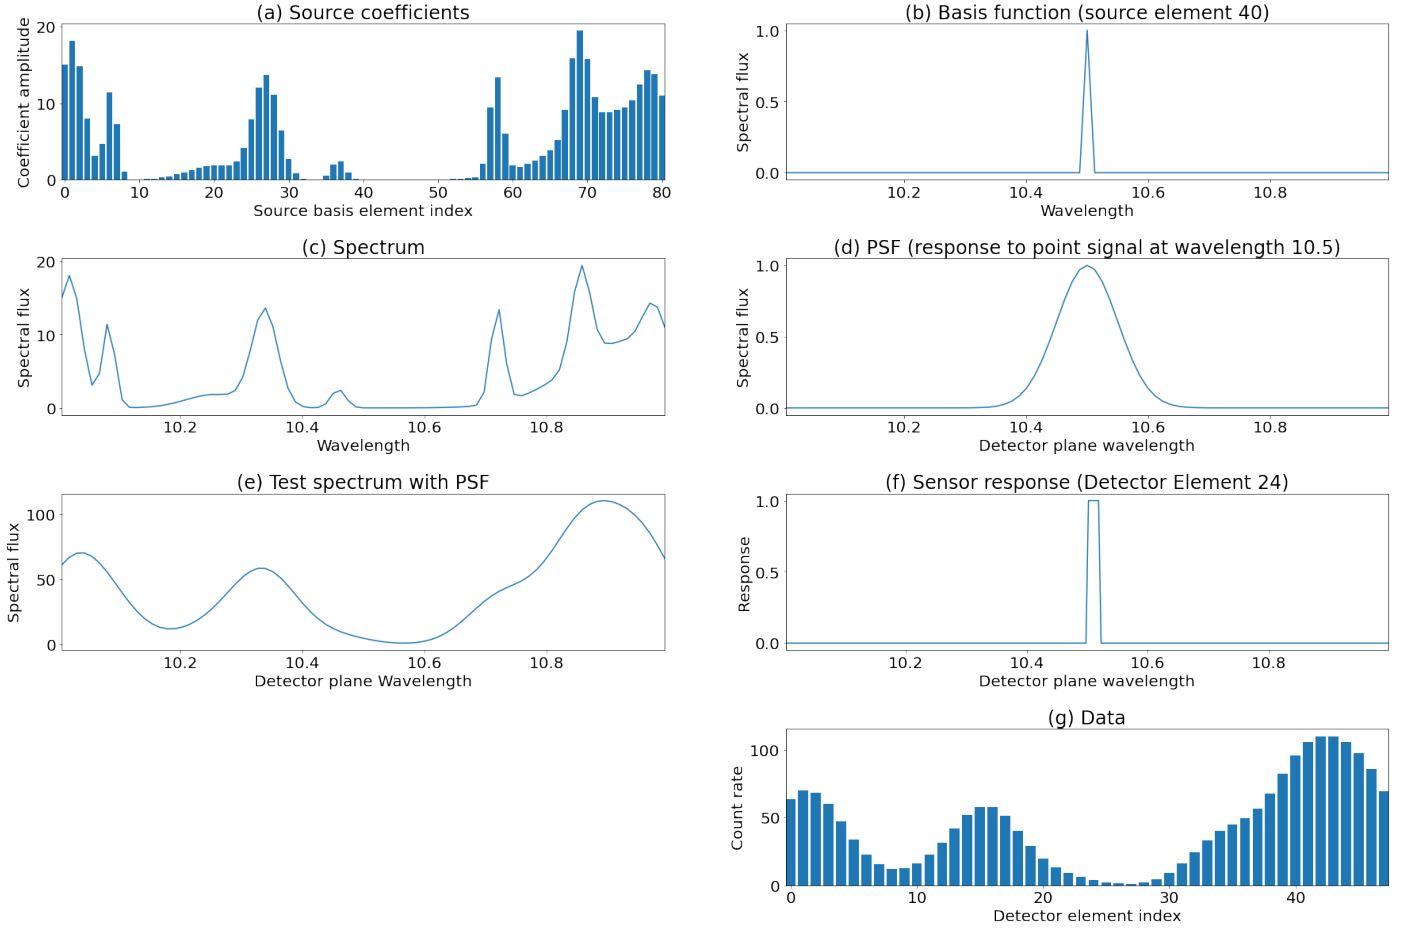 (a) Source coefficients
Coefficient amplitude
20
10
0
0 10 20 30 40 50 60 70 80
Source basis element index
(b) Basis function (source element 40)
Spectral flux
1.0
0.5
0.0
10.2 10.4 10.6 10.8
Wavelength
(c) Spectrum
Spectral flux
20
10
0
10.2 10.4 10.6 10.8
Wavelength
(d) PSF (response to point signal at wavelength 10.5)
Spectral flux
1.0
0.5
0.0
10.2 10.4 10.6 10.8
Detector plane wavelength
(e) Test spectrum with PSF
Spectral flux
100
50
0
10.2 10.4 10.6 10.8
Detector plane Wavelength
(f) Sensor response (Detector Element 24)
Response
1.0
0.5
0.0
10.2 10.4 10.6 10.8
Detector plane wavelength
(g) Data
Count rate
100
50
0
0 10 20 30 40
Detector element index